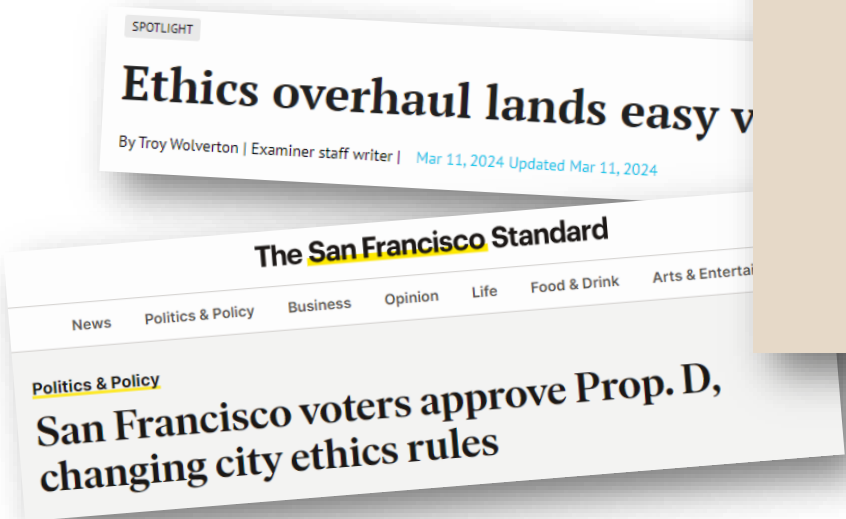 SPOTLIGHT
Ethics overhaul lands easy
By Troy Wolverton | Examiner staff writer | Mar 11, 2024 Updated Mar 11, 2024
The San Francisco Standard
News Politics & Policy Business Opinion Life Food & Drink Arts &
Politics & Policy
San Francisco voters approve Prop. D,
changing city ethics rules